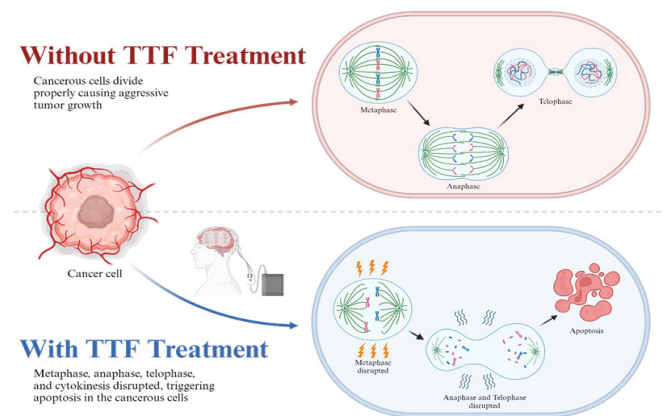 Without TTF Treatment
Cancerous cells divide
properly causing aggressive
tumor growth
Metaphase
Anaphase
Telophase
Cancer cell
With TTF Treatment
Metaphase, anaphase, telophase,
and cytokinesis disrupted, triggering
apoptosis in the cancerous cells
Metaphase
disrupted
Anaphase and Telophase
disrupted
Apoptosis